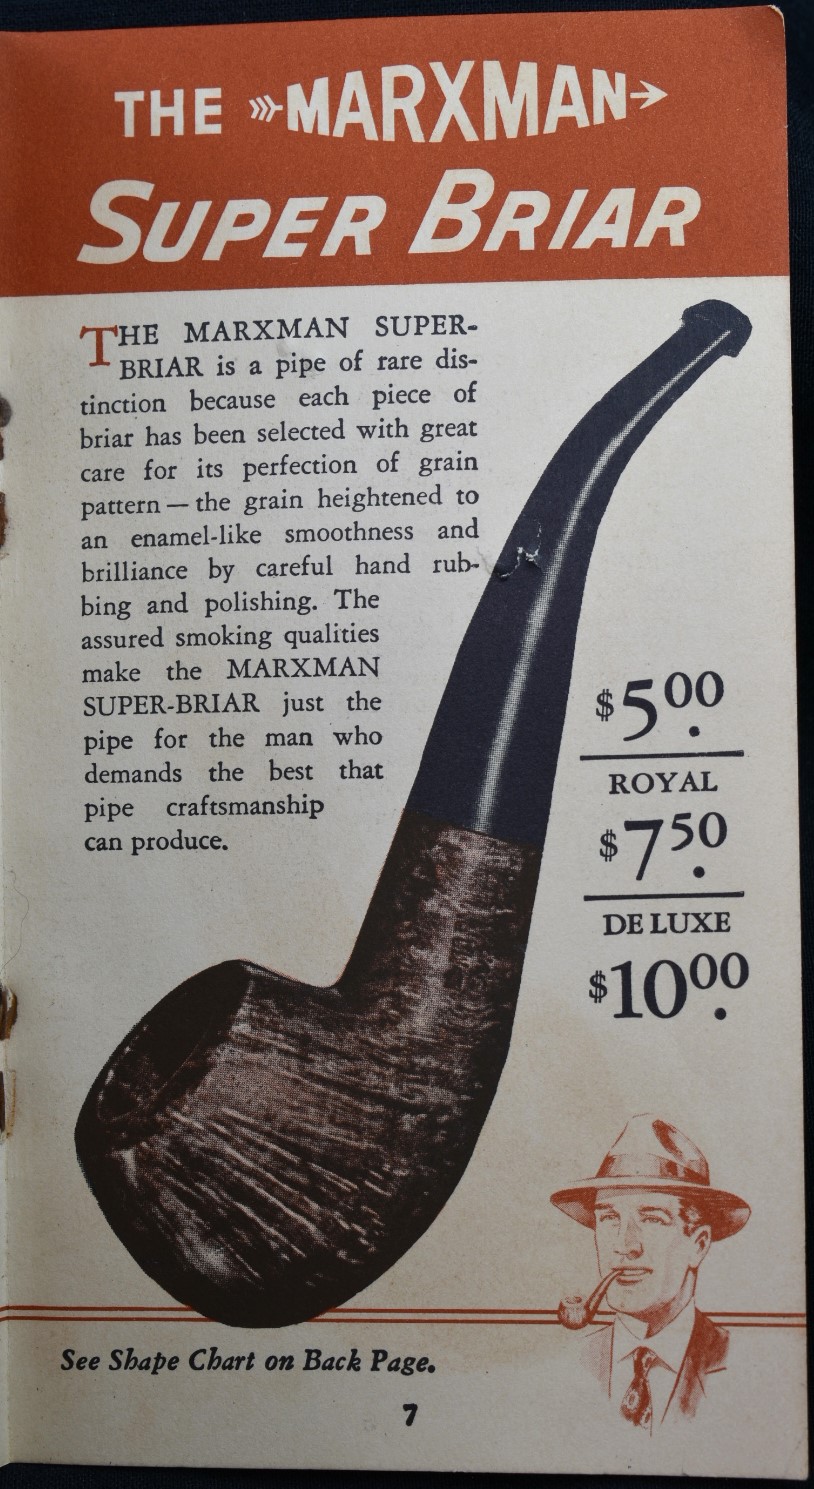 THE MARXMAN
SUPER BRIAR
THE MARXMAN SUPER-
BRIAR is a pipe of rare dis-
tinction because each piece of
briar has been selected with great
care for its perfection of grain
pattern — the grain heightened to
an enamel-like smoothness and
brilliance by careful hand rub-
bing and polishing. The
assured smoking qualities
make the MARXMAN
SUPER-BRIAR just the
pipe for the man who
demands the best that
pipe craftsmanship
can produce.
$5.00
ROYAL
$7.50
DE LUXE
$10.00
See Shape Chart on Back Page.
7